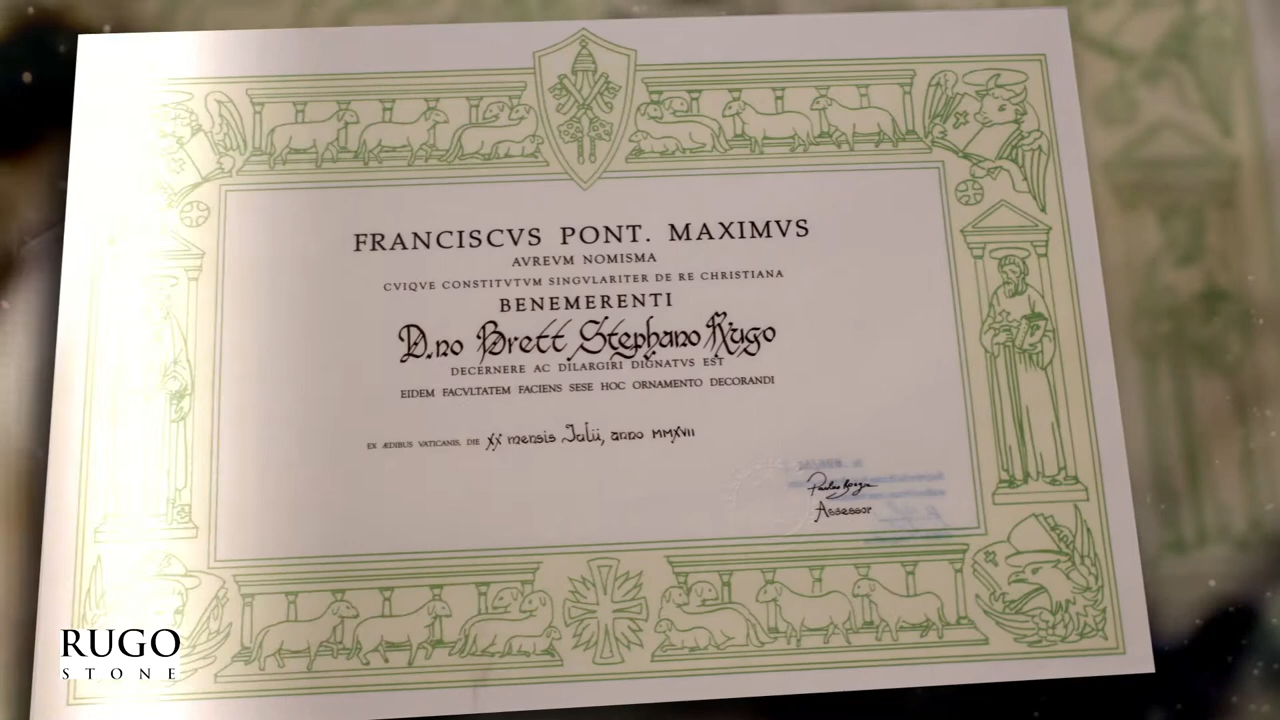 FRANCISCVS PONT. MAXIMVS
AVREVM NOMISMA
CVIQVE CONSTITVTVM SINGVLARITER DE RE CHRISTIANA
BENEMERENTI
D.no Brett Stephano Rugo
DECERNERE AC DILARGIRI DIGNATVS EST
EIDEM FACVLTATEM FACIENS SESE HOC ORNAMENTO DECORANDI
EX ÆDIBUS VATICANIS, DIE XX mensis Julii, anno MMXVII
Assessor
RUGO
STONE